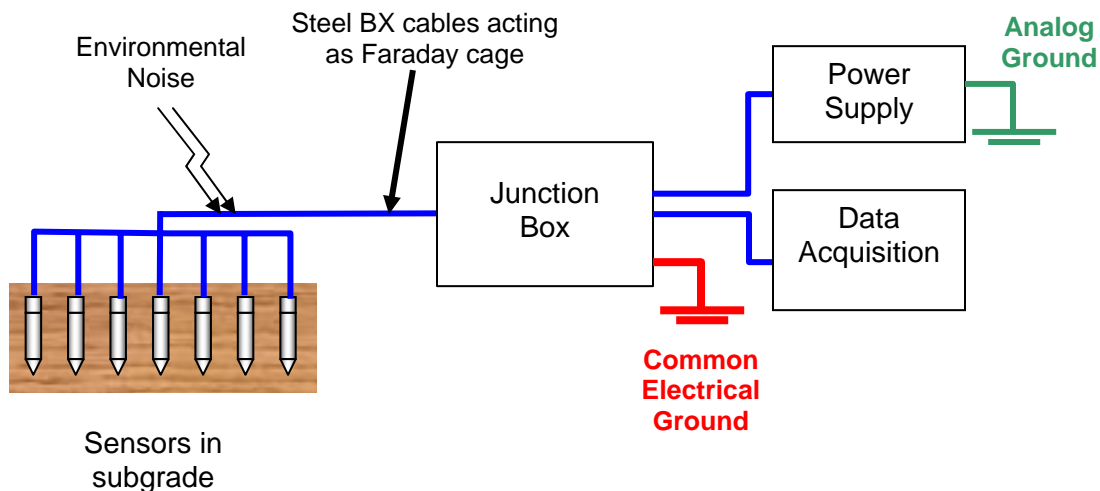 Environmental
Noise
Steel BX cables acting
as Faraday cage
Analog
Ground
Power
Supply
Junction
Box
Data
Acquisition
Common
Electrical
Ground
Sensors in
subgrade